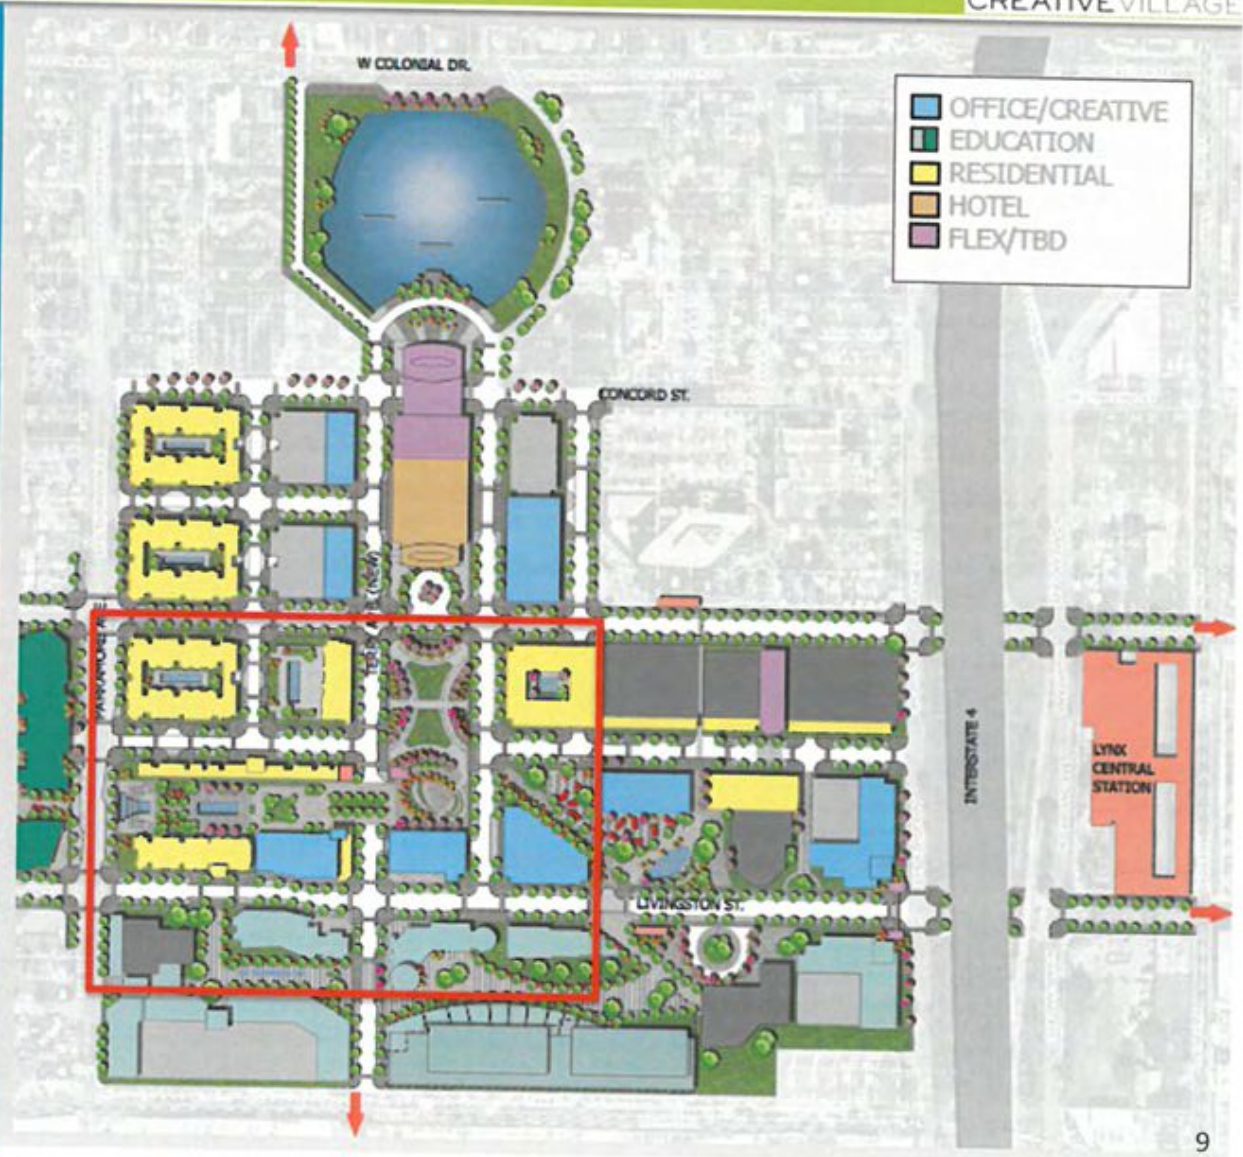 CREATIVE VILLAGE
W COLONIAL DR.
OFFICE/CREATIVE
EDUCATION
RESIDENTIAL
HOTEL
FLEX/TBD
CONCORD ST.
(NEW)
INTERSTATE 4
LYNX
CENTRAL
STATION
LIVINGSTON ST.
9